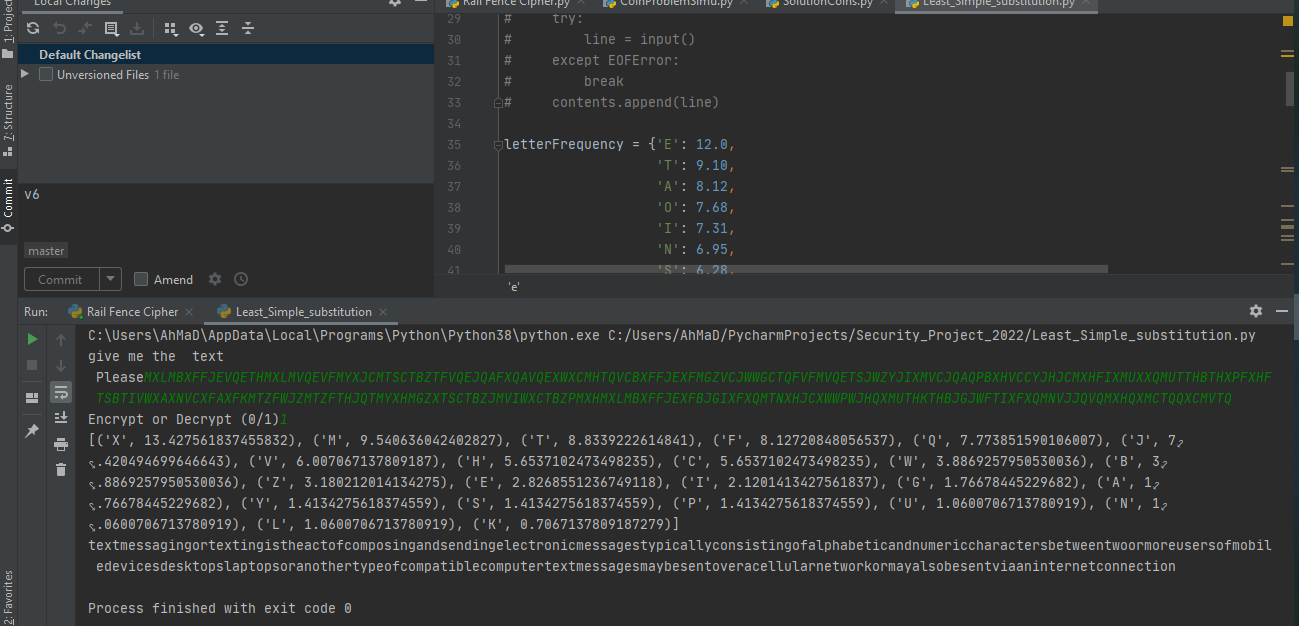 Local Changes
1: Project
Default Changelist
Unversioned Files 1 file
7: Structure
Commit
v6
master
Commit
Amend
2: Favorites
Rail Fence Cipher.py
CoinProblemSimu.py
SolutionCoins.py
Least_Simple_substitution.py
29 # try:
30 # line = input()
31 # except EOFError:
32 # break
33 # contents.append(line)
34
35 letterFrequency = {'E': 12.0,
36 'T': 9.10,
37 'A': 8.12,
38 'O': 7.68,
39 'I': 7.31,
40 'N': 6.95,
41 'S': 6.28,
'e'
Run: Rail Fence Cipher Least_Simple_substitution
C:\Users\AhMaD\AppData\Local\Programs\Python\Python38\python.exe C:/Users/AhMaD/PycharmProjects/Security_Project_2022/Least_Simple_substitution.py
give me the  text
PleaseMXLMBXFFJEVQETHMXLMVQEVFMYXJCMTSCTBZTFVQEJQAFXQAVQEXWXCMHTQVCBXFFJEXFMGZVCJWWGCTQFVFMVQETSJWZYJIXMVCJQAQPBXHVCCYJHJCMXHFIXMUXXQMUTTHBTHXPFXHF
TSBTIVWXAXNVCXFAXFKMTZFWJZMTZFTHJQTMYXHMGZXTSCTBZJMVIWXCTBZPMXHMXLMBXFFJEXFBJGIXFXQMTNXHJCXWWPWJHQXMUTHKTHBJGJWFTIXFXQMNVJJQVQMXHQXMCTQQXCMVTQ
Encrypt or Decrypt (0/1)1
[('X', 13.427561837455832), ('M', 9.540636042402827), ('T', 8.8339222614841), ('F', 8.12720848056537), ('Q', 7.773851590106007), ('J', 7
.420494699646643), ('V', 6.007067137809187), ('H', 5.6537102473498235), ('C', 5.6537102473498235), ('W', 3.8869257950530036), ('B', 3
.8869257950530036), ('Z', 3.180212014134275), ('E', 2.8268551236749118), ('I', 2.1201413427561837), ('G', 1.76678445229682), ('A', 1
.76678445229682), ('Y', 1.4134275618374559), ('S', 1.4134275618374559), ('P', 1.4134275618374559), ('U', 1.0600706713780919), ('N', 1
.0600706713780919), ('L', 1.0600706713780919), ('K', 0.7067137809187279)]
textmessagingortextingistheactofcomposingandsendingelectronicmessagestypicallyconsistingofalphabeticandnumericcharactersbetweentwoormoreusersofmobil
edevicesdesktopslaptopsoranothertypeofcompatiblecomputertextmessagesmaybesentoveracellularnetworkormayalsobesentviaaninternetconnection
Process finished with exit code 0